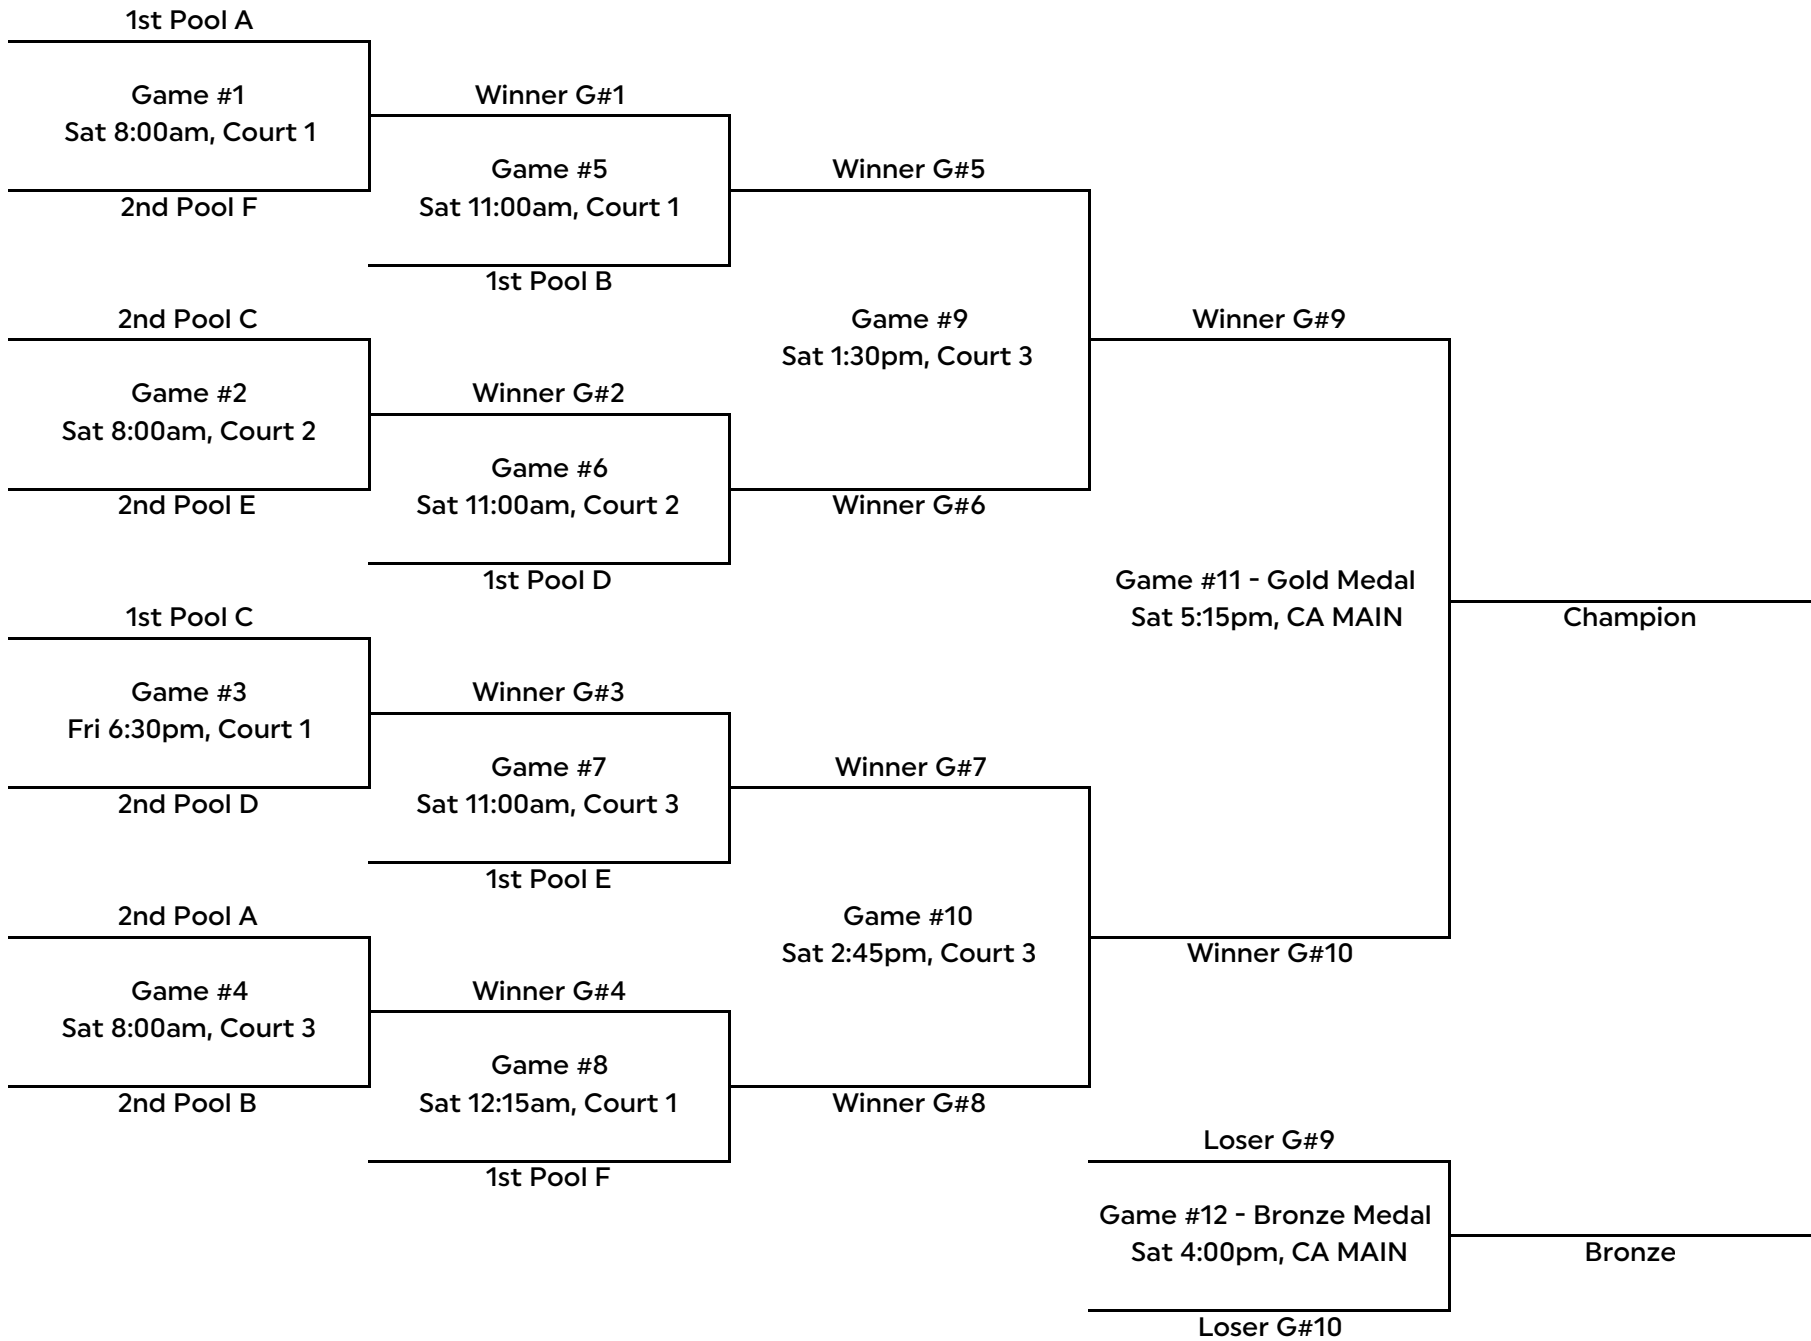 1st Pool A
Game #1
Sat 8:00am, Court 1
2nd Pool F
2nd Pool C
Game #2
Sat 8:00am, Court 2
2nd Pool E
1st Pool C
Game #3
Fri 6:30pm, Court 1
2nd Pool D
2nd Pool A
Game #4
Sat 8:00am, Court 3
2nd Pool B
Winner G#1
Game #5
Sat 11:00am, Court 1
1st Pool B
Winner G#2
Game #6
Sat 11:00am, Court 2
1st Pool D
Winner G#3
Game #7
Sat 11:00am, Court 3
1st Pool E
Winner G#4
Game #8
Sat 12:15am, Court 1
1st Pool F
Winner G#5
Game #9
Sat 1:30pm, Court 3
Winner G#6
Winner G#7
Game #10
Sat 2:45pm, Court 3
Winner G#8
Winner G#9
Game #11 - Gold Medal
Sat 5:15pm, CA MAIN
Winner G#10
Champion
Loser G#9
Game #12 - Bronze Medal
Sat 4:00pm, CA MAIN
Loser G#10
Bronze